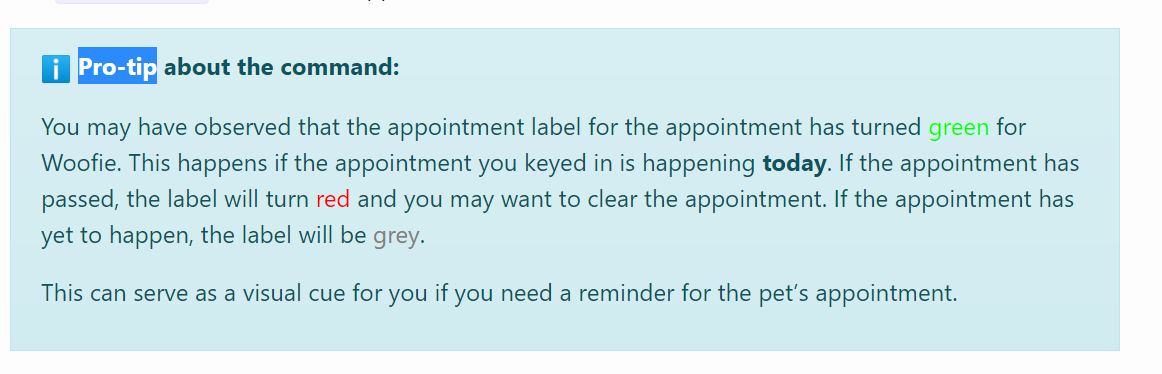 Pro-tip about the command:
You may have observed that the appointment label for the appointment has turned green for
Woofie. This happens if the appointment you keyed in is happening today. If the appointment has
passed, the label will turn red and you may want to clear the appointment. If the appointment has
yet to happen, the label will be grey.
This can serve as a visual cue for you if you need a reminder for the pet’s appointment.